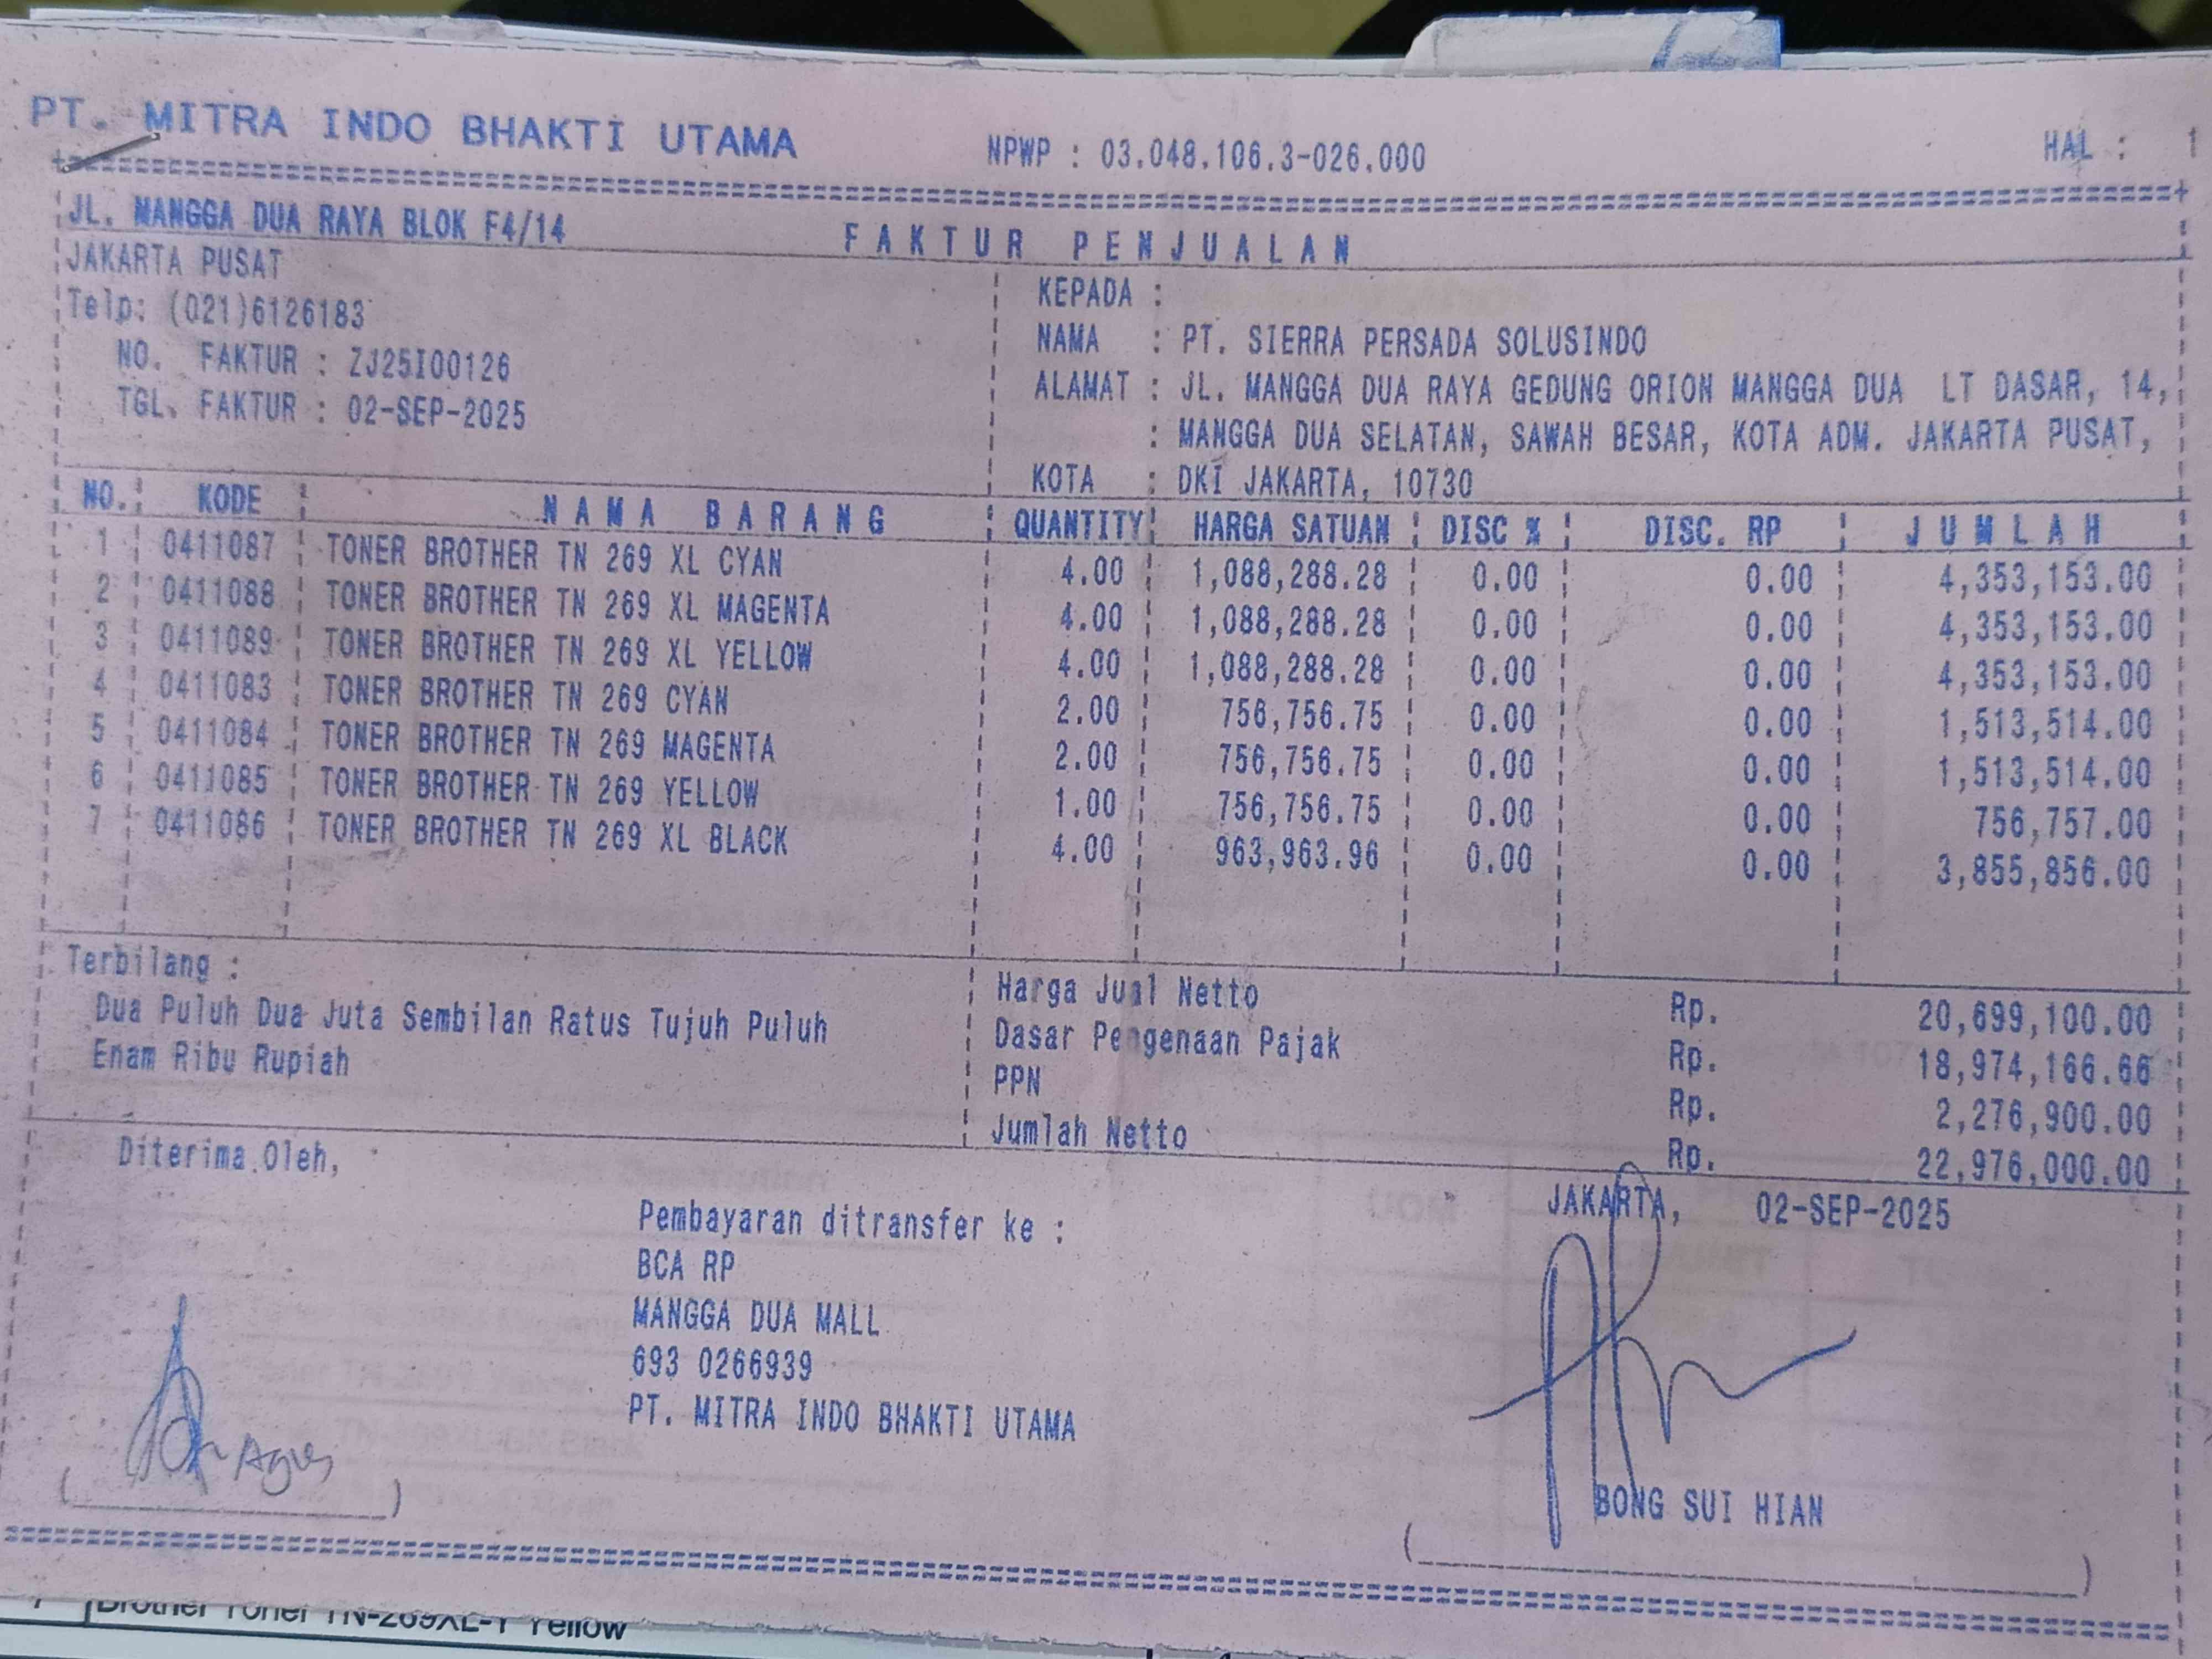 PT. MITRA INDO BHAKTI UTAMA NPWP : 03.048.106.3-026.000 HAL : 1
JL. MANGGA DUA RAYA BLOK F4/14
FAKTUR PENJUALAN
JAKARTA PUSAT
Telp: (021)6126183
NO. FAKTUR : ZJ25I00126
TGL. FAKTUR : 02-SEP-2025
KEPADA :
NAMA : PT. SIERRA PERSADA SOLUSINDO
ALAMAT : JL. MANGGA DUA RAYA GEDUNG ORION MANGGA DUA LT DASAR, 14,
: MANGGA DUA SELATAN, SAWAH BESAR, KOTA ADM. JAKARTA PUSAT,
KOTA : DKI JAKARTA, 10730
NO. KODE NAMA BARANG QUANTITY HARGA SATUAN DISC % DISC. RP JUMLAH
1 0411087 TONER BROTHER TN 269 XL CYAN 4.00 1,088,288.28 0.00 0.00 4,353,153.00
2 0411088 TONER BROTHER TN 269 XL MAGENTA 4.00 1,088,288.28 0.00 0.00 4,353,153.00
3 0411089 TONER BROTHER TN 269 XL YELLOW 4.00 1,088,288.28 0.00 0.00 4,353,153.00
4 0411083 TONER BROTHER TN 269 CYAN 2.00 756,756.75 0.00 0.00 1,513,514.00
5 0411084 TONER BROTHER TN 269 MAGENTA 2.00 756,756.75 0.00 0.00 1,513,514.00
6 0411085 TONER BROTHER TN 269 YELLOW 1.00 756,756.75 0.00 0.00 756,757.00
7 0411086 TONER BROTHER TN 269 XL BLACK 4.00 963,963.96 0.00 0.00 3,855,856.00
Terbilang :
Dua Puluh Dua Juta Sembilan Ratus Tujuh Puluh
Enam Ribu Rupiah
Harga Jual Netto Rp. 20,699,100.00
Dasar Pengenaan Pajak Rp. 18,974,166.66
PPN Rp. 2,276,900.00
Jumlah Netto Rp. 22,976,000.00
Diterima Oleh,
JAKARTA, 02-SEP-2025
Pembayaran ditransfer ke :
BCA RP
MANGGA DUA MALL
693 0266939
PT. MITRA INDO BHAKTI UTAMA
Agus
BONG SUI HIAN
Brother Toner TN-269XL-Y Yellow